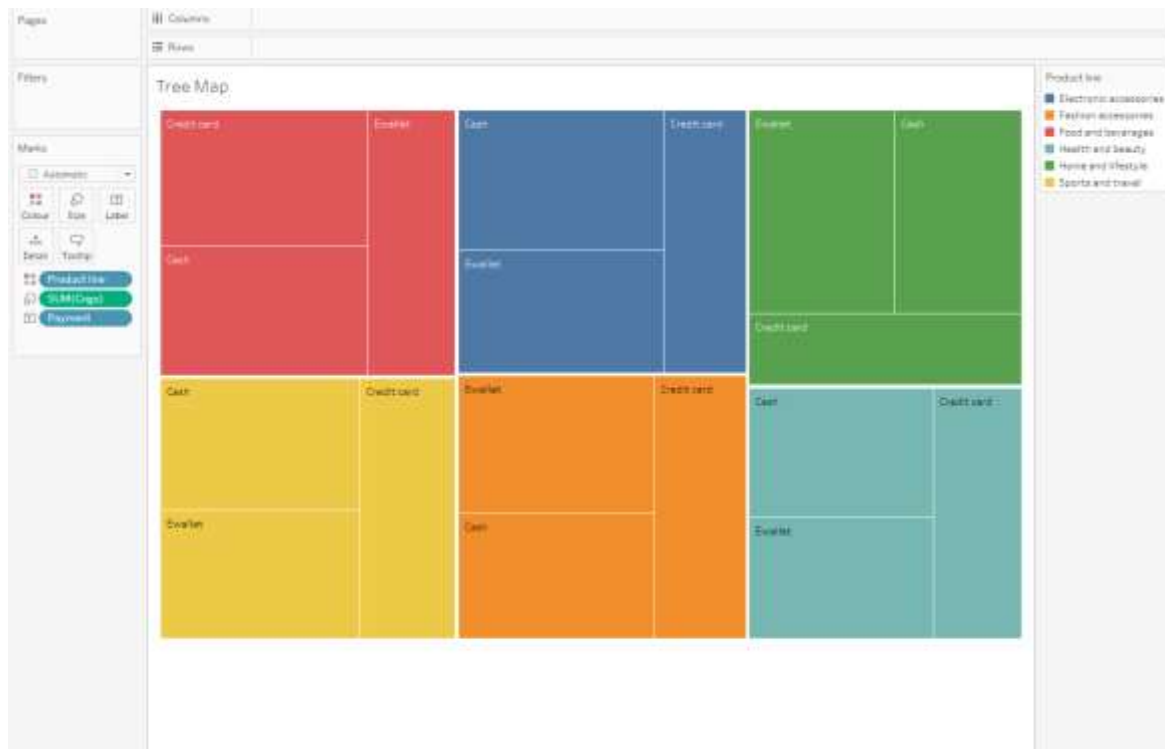 Pages
Columns
Rows
Filters
Marks
Automatic
Colour Size Label
Detail Tooltip
Product line
SUM(Cogs)
Payment
Tree Map
Credit card
Ewallet
Cash
Cash
Credit card
Ewallet
Ewallet
Cash
Credit card
Cash
Credit card
Ewallet
Ewallet
Credit card
Cash
Cash
Credit card
Ewallet
Product line
Electronic accessories
Fashion accessories
Food and beverages
Health and beauty
Home and lifestyle
Sports and travel